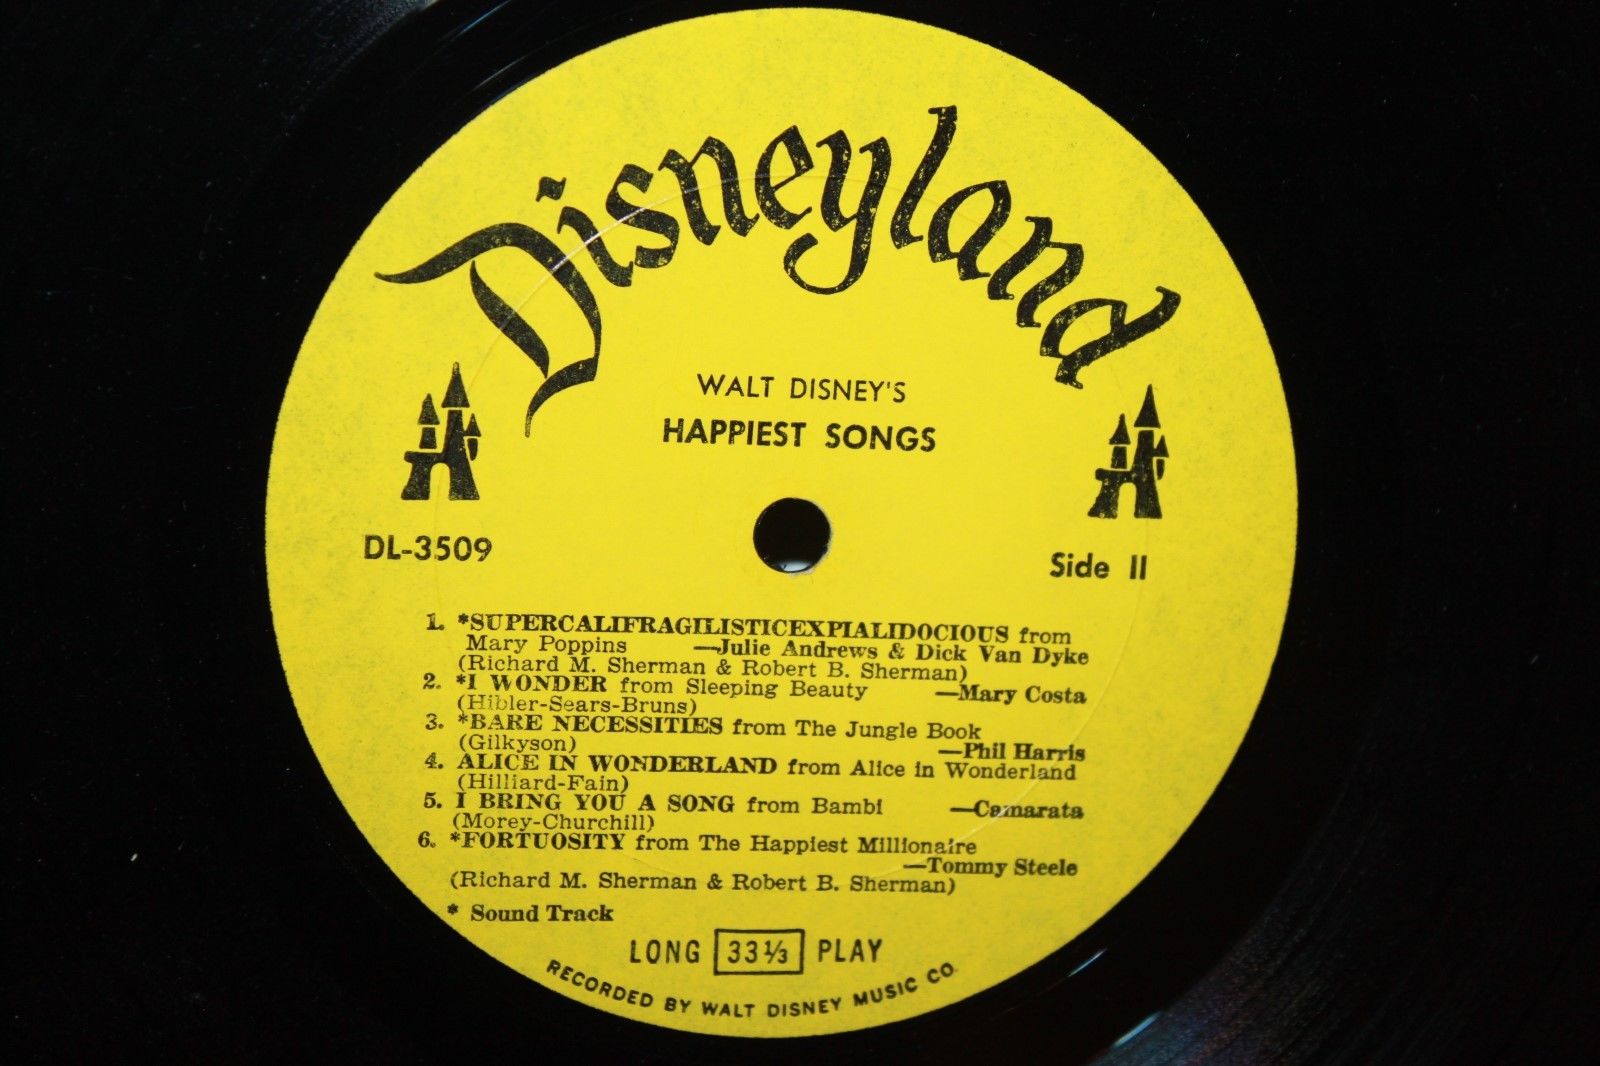 Disneyland
WALT DISNEY'S
HAPPIEST SONGS
DL-3509
Side II
1. *SUPERCALIFRAGILISTICEXPIALIDOCIOUS from
Mary Poppins —Julie Andrews & Dick Van Dyke
(Richard M. Sherman & Robert B. Sherman)
2. *I WONDER from Sleeping Beauty —Mary Costa
(Hibler-Sears-Bruns)
3. *BARE NECESSITIES from The Jungle Book
(Gilkyson) —Phil Harris
4. ALICE IN WONDERLAND from Alice in Wonderland
(Hilliard-Fain)
5. I BRING YOU A SONG from Bambi —Camarata
(Morey-Churchill)
6. *FORTUOSITY from The Happiest Millionaire
—Tommy Steele
(Richard M. Sherman & Robert B. Sherman)
* Sound Track
LONG 33⅓ PLAY
RECORDED BY WALT DISNEY MUSIC CO.